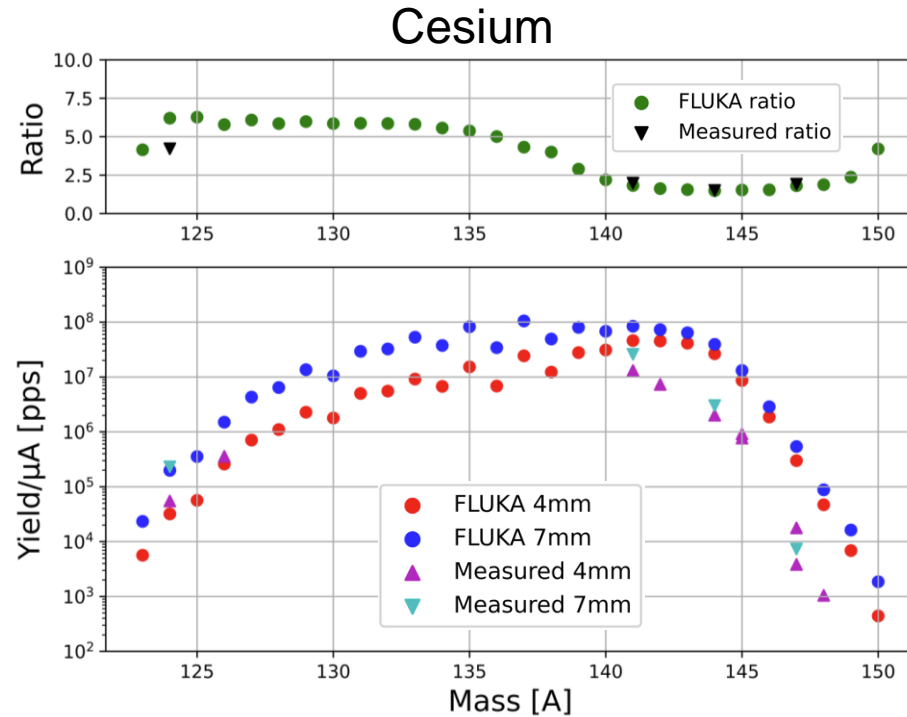 Cesium
Ratio
10.0
7.5
5.0
2.5
0.0
FLUKA ratio
Measured ratio
125
130
135
140
145
150
Yield/μA [pps]
10⁹
10⁸
10⁷
10⁶
10⁵
10⁴
10³
10²
FLUKA 4mm
FLUKA 7mm
Measured 4mm
Measured 7mm
125
130
135
140
145
150
Mass [A]